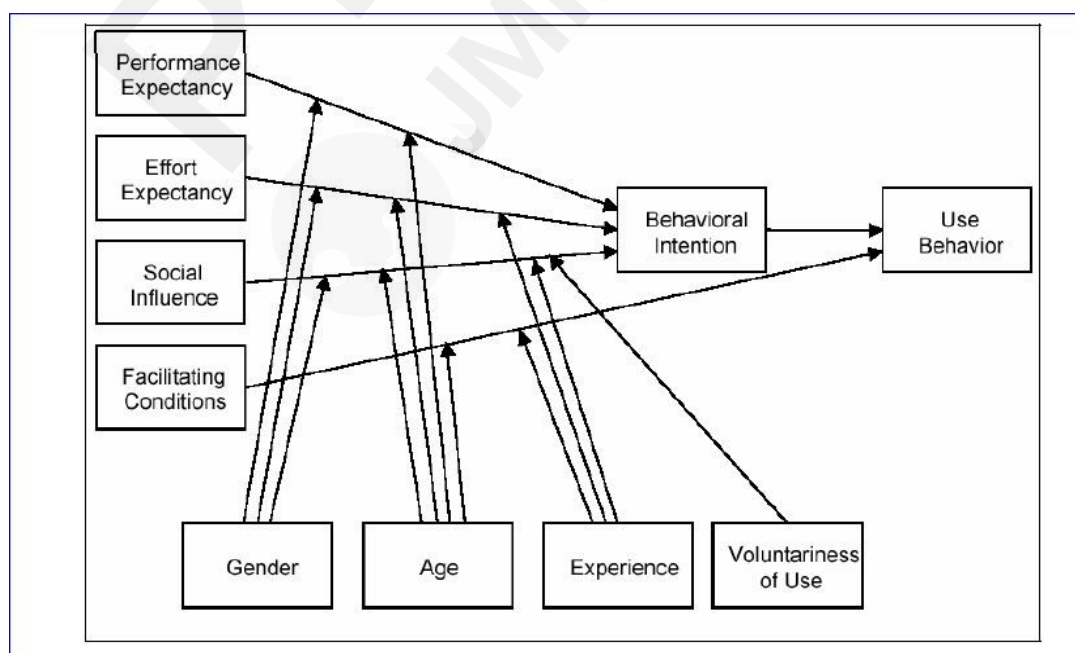 Performance
Expectancy
Effort
Expectancy
Social
Influence
Facilitating
Conditions
Behavioral
Intention
Use
Behavior
Gender
Age
Experience
Voluntariness
of Use